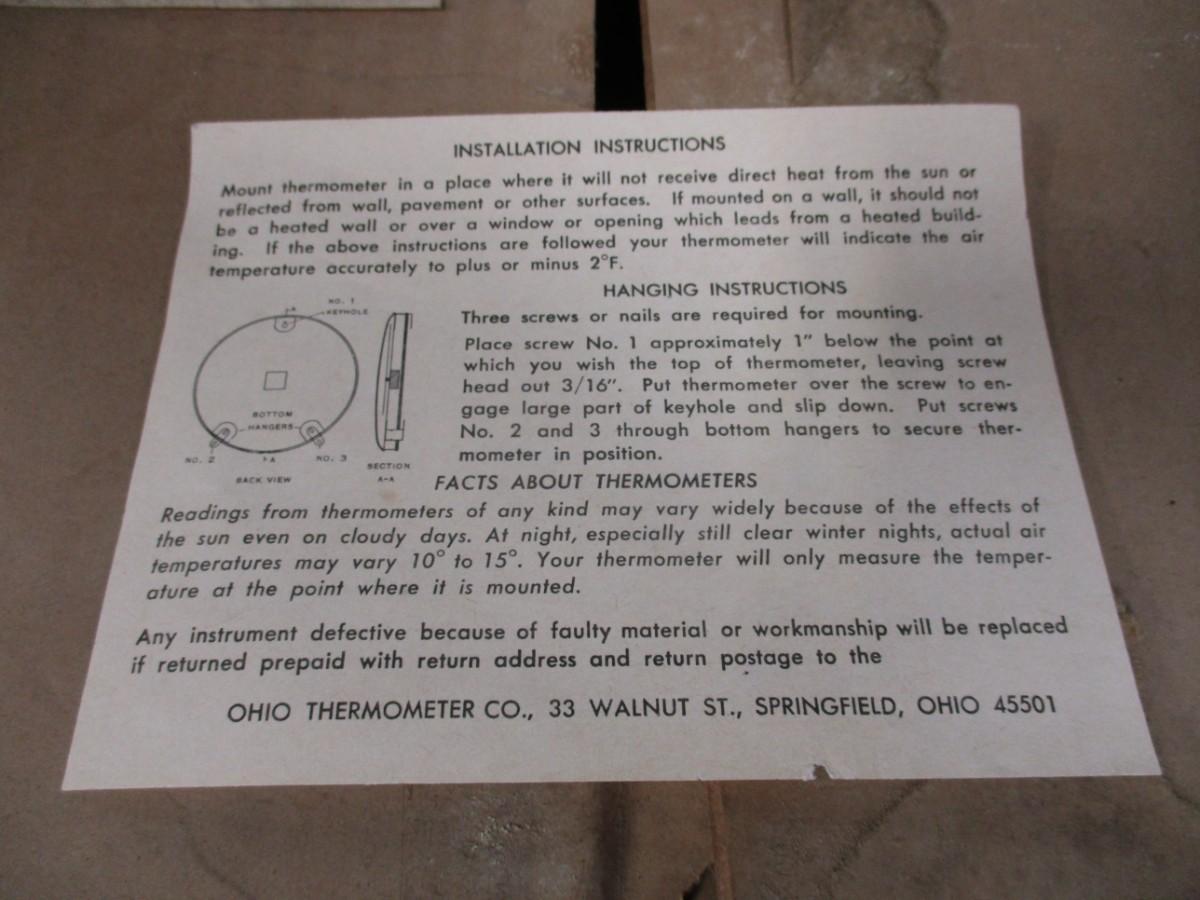 INSTALLATION INSTRUCTIONS
Mount thermometer in a place where it will not receive direct heat from the sun or
reflected from wall, pavement or other surfaces. If mounted on a wall, it should not
be a heated wall or over a window or opening which leads from a heated build-
ing. If the above instructions are followed your thermometer will indicate the air
temperature accurately to plus or minus 2°F.
NO. 1
KEYHOLE
A
BOTTOM
HANGERS
NO. 2
A
NO. 3
BACK VIEW
SECTION
A-A
HANGING INSTRUCTIONS
Three screws or nails are required for mounting.
Place screw No. 1 approximately 1" below the point at
which you wish the top of thermometer, leaving screw
head out 3/16". Put thermometer over the screw to en-
gage large part of keyhole and slip down. Put screws
No. 2 and 3 through bottom hangers to secure ther-
mometer in position.
FACTS ABOUT THERMOMETERS
Readings from thermometers of any kind may vary widely because of the effects of
the sun even on cloudy days. At night, especially still clear winter nights, actual air
temperatures may vary 10° to 15°. Your thermometer will only measure the temper-
ature at the point where it is mounted.
Any instrument defective because of faulty material or workmanship will be replaced
if returned prepaid with return address and return postage to the
OHIO THERMOMETER CO., 33 WALNUT ST., SPRINGFIELD, OHIO 45501